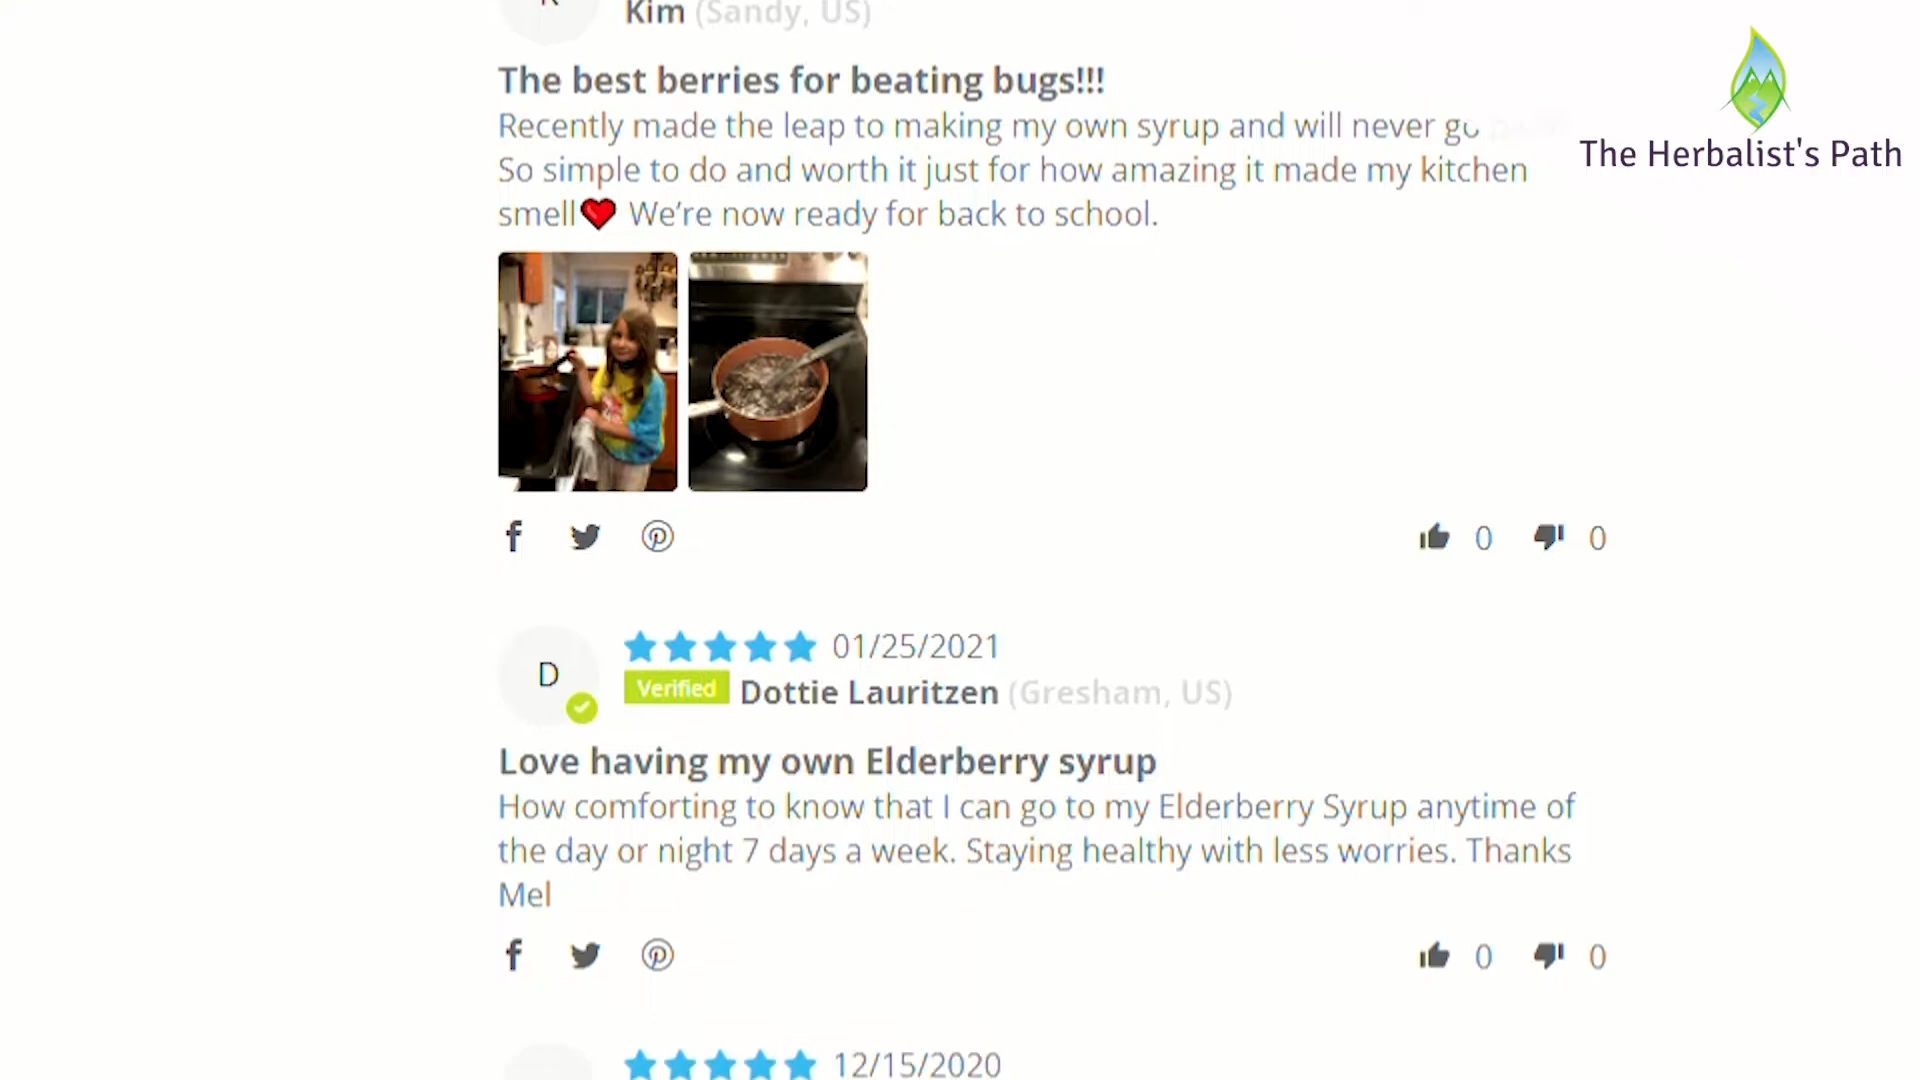 Kim (Sandy, US)
The Herbalist's Path
The best berries for beating bugs!!!
Recently made the leap to making my own syrup and will never go
So simple to do and worth it just for how amazing it made my kitchen
smell❤️ We’re now ready for back to school.
0 0
D
01/25/2021
Verified Dottie Lauritzen (Gresham, US)
Love having my own Elderberry syrup
How comforting to know that I can go to my Elderberry Syrup anytime of
the day or night 7 days a week. Staying healthy with less worries. Thanks
Mel
0 0
12/15/2020